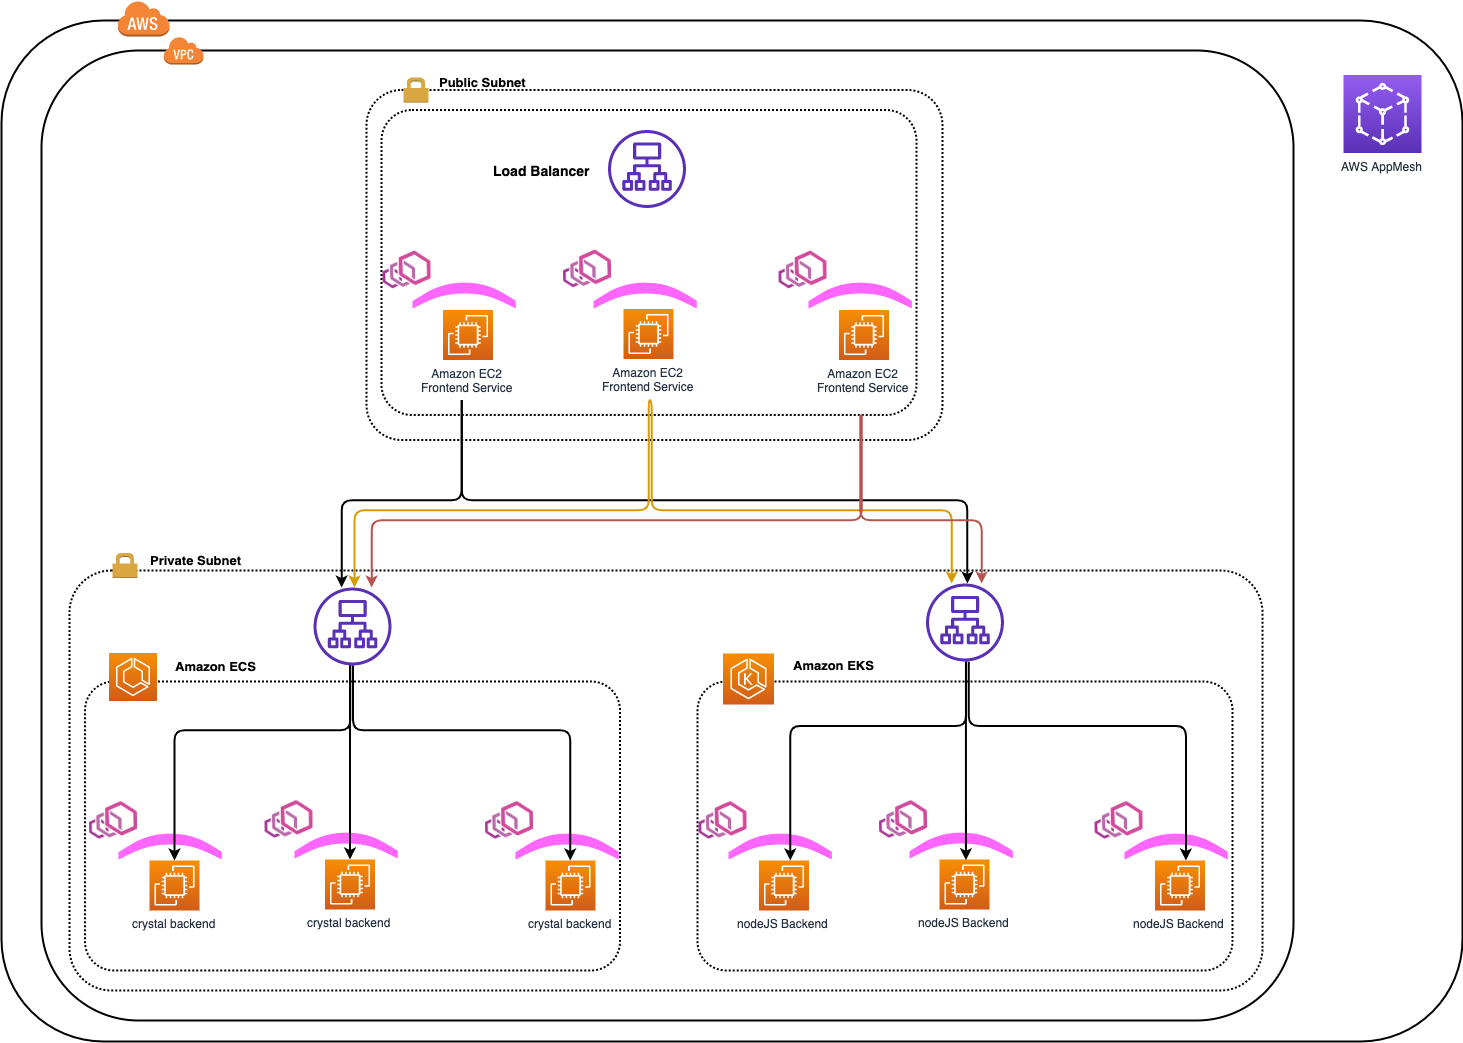 AWS
VPC
Public Subnet
Load Balancer
AWS AppMesh
Amazon EC2
Frontend Service
Amazon EC2
Frontend Service
Amazon EC2
Frontend Service
Private Subnet
Amazon ECS
Amazon EKS
K
crystal backend
crystal backend
crystal backend
nodeJS Backend
nodeJS Backend
nodeJS Backend